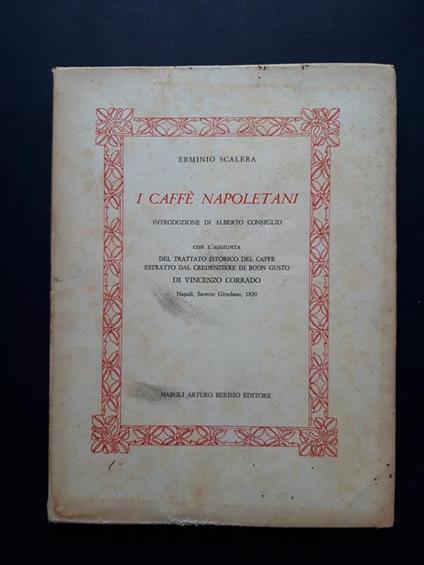 ERMINIO SCALERA
I CAFFÈ NAPOLETANI
INTRODUZIONE DI ALBERTO CONSIGLIO
CON L'AGGIUNTA
DEL TRATTATO ISTORICO DEL CAFFE
ESTRATTO DAL CREDENZIERE DI BUON GUSTO
DI VINCENZO CORRADO
Napoli, Saverio Giordano, 1820
NAPOLI ARTURO BERISIO EDITORE